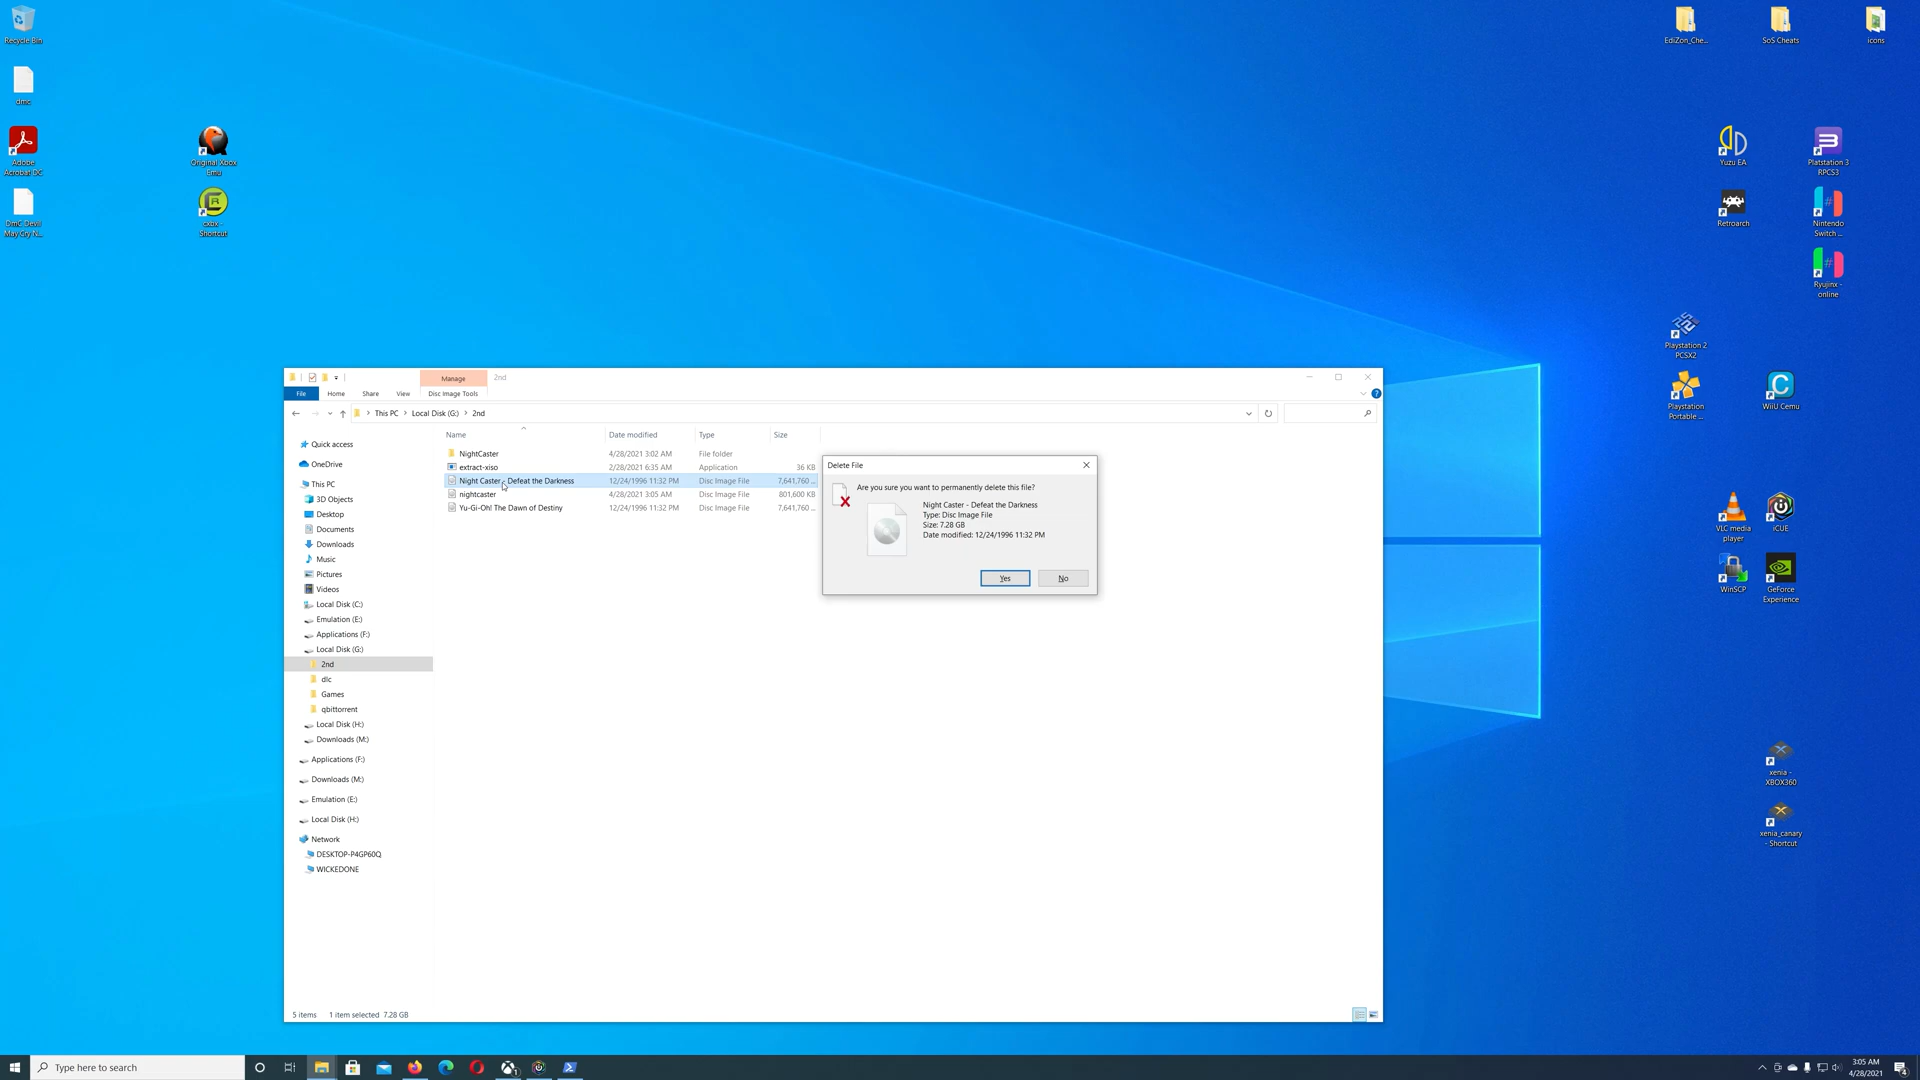 Recycle Bin
dmc
Adobe
Acrobat DC
DmC Devil
May Cry N...
Original Xbox
Emu
cxbx -
Shortcut
EdiZon_Che...
SoS Cheats
icons
Yuzu EA
Platstation 3
RPCS3
Retroarch
Nintendo
Switch ...
Ryujinx -
online
Playstation 2
PCSX2
Playstation
Portable ...
WiiU Cemu
VLC media
player
iCUE
WinSCP
GeForce
Experience
xenia -
XBOX360
xenia_canary
- Shortcut
Manage
2nd
File
Home
Share
View
Disc Image Tools
This PC > Local Disk (G:) > 2nd
Name
Date modified
Type
Size
NightCaster 4/28/2021 3:02 AM File folder
extract-xiso 2/28/2021 6:35 AM Application 36 KB
Night Caster - Defeat the Darkness 12/24/1996 11:32 PM Disc Image File 7,641,760 ...
nightcaster 4/28/2021 3:05 AM Disc Image File 801,600 KB
Yu-Gi-Oh! The Dawn of Destiny 12/24/1996 11:32 PM Disc Image File 7,641,760 ...
Quick access
OneDrive
This PC
3D Objects
Desktop
Documents
Downloads
Music
Pictures
Videos
Local Disk (C:)
Emulation (E:)
Applications (F:)
Local Disk (G:)
2nd
dlc
Games
qbittorrent
Local Disk (H:)
Downloads (M:)
Applications (F:)
Downloads (M:)
Emulation (E:)
Local Disk (H:)
Network
DESKTOP-P4GP60Q
WICKEDONE
Delete File
Are you sure you want to permanently delete this file?
Night Caster - Defeat the Darkness
Type: Disc Image File
Size: 7.28 GB
Date modified: 12/24/1996 11:32 PM
Yes
No
5 items 1 item selected 7.28 GB
Type here to search
3:05 AM
4/28/2021